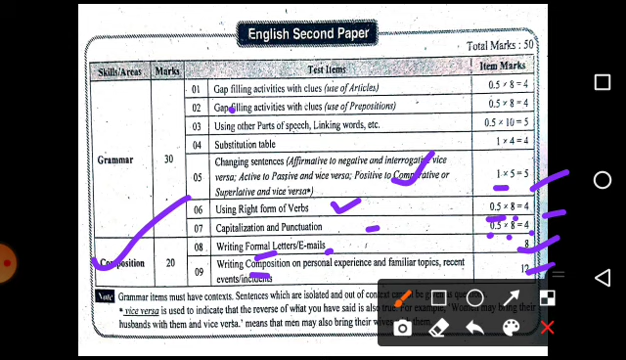 English Second Paper
Total Marks : 50
Skills/Areas Marks Test Items Item Marks
01 Gap filling activities with clues (use of Articles) 0.5 × 8 = 4
02 Gap filling activities with clues (use of Prepositions) 0.5 × 8 = 4
03 Using other Parts of speech, Linking words, etc. 0.5 × 10 = 5
04 Substitution table 1 × 4 = 4
Grammar 30
05 Changing sentences (Affirmative to negative and interrogative vice
versa; Active to Passive and vice versa; Positive to Comparative or
Superlative and vice versa*) 1 × 5 = 5
06 Using Right form of Verbs 0.5 × 8 = 4
07 Capitalization and Punctuation 0.5 × 8 = 4
Composition 20
08 Writing Formal Letters/E-mails 8
09 Writing Composition on personal experience and familiar topics, recent
events/incidents 12
Note Grammar items must have contexts. Sentences which are isolated and out of context
* vice versa is used to indicate that the reverse of what you have said is also true. For example, "Women may bring their
husbands with them and vice versa." means that men may also bring their wives with them.